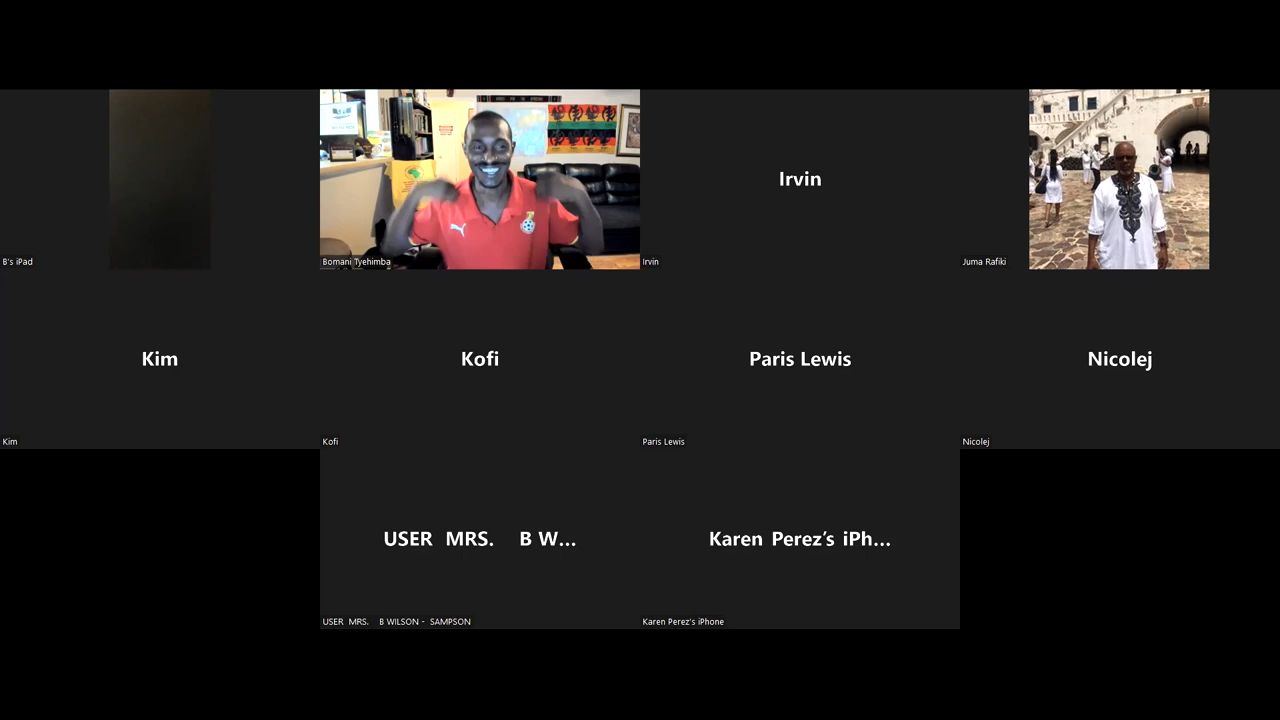 B's iPad
Bomani Tyehimba
Irvin
Irvin
Juma Rafiki
Kim
Kim
Kofi
Kofi
Paris Lewis
Paris Lewis
Nicolej
Nicolej
USER MRS. B W...
USER MRS. B WILSON - SAMPSON
Karen Perez's iPh...
Karen Perez's iPhone